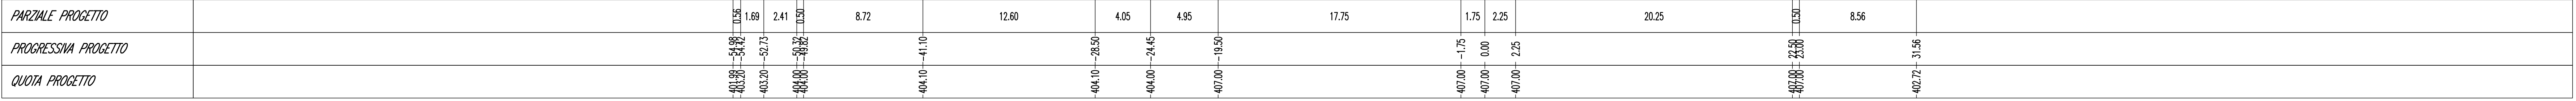 PARZIALE PROGETTO 0.56 1.69 2.41 0.50 8.72 12.60 4.05 4.95 17.75 1.75 2.25 20.25 0.50 8.56
PROGRESSIVA PROGETTO -54.98 -54.42 -52.73 -50.32 -49.82 -41.10 -28.50 -24.45 -19.50 -1.75 0.00 2.25 22.50 23.00 31.56
QUOTA PROGETTO 401.99 403.20 403.20 404.00 404.00 404.10 404.10 404.00 407.00 407.00 407.00 407.00 407.00 407.00 402.72